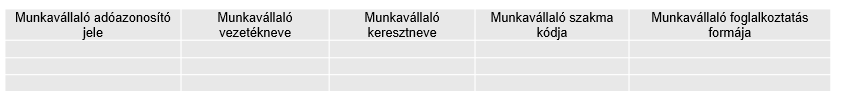 Munkavállaló adóazonosító jele
Munkavállaló vezetékneve
Munkavállaló keresztneve
Munkavállaló szakma kódja
Munkavállaló foglalkoztatás formája